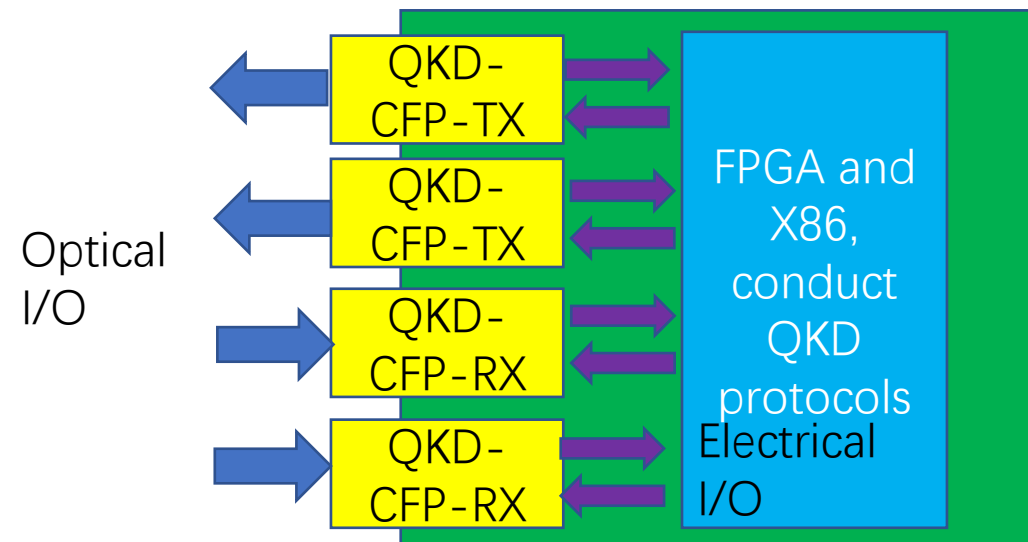 Optical
I/O
QKD-
CFP-TX
QKD-
CFP-TX
QKD-
CFP-RX
QKD-
CFP-RX
FPGA and
X86,
conduct
QKD
protocols
Electrical
I/O